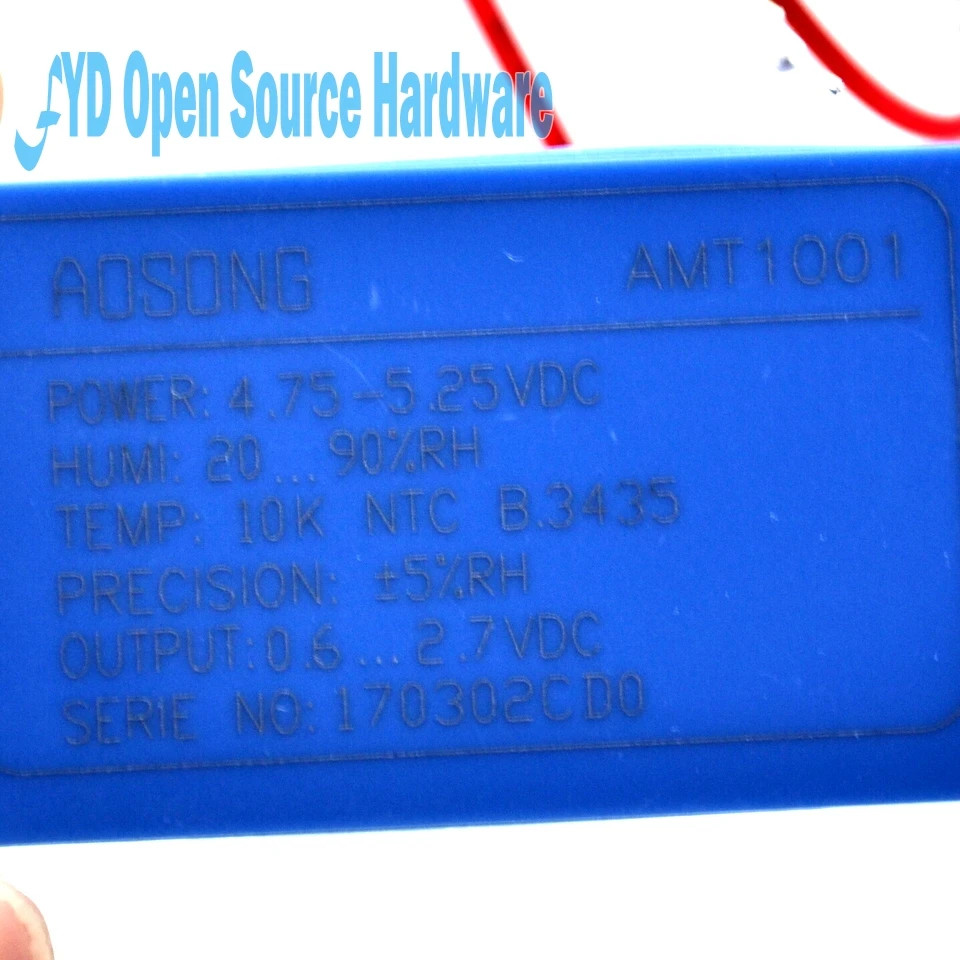 YD Open Source Hardware
AOSONG AMT1001
POWER: 4.75-5.25VDC
HUMI: 20...90%RH
TEMP: 10K NTC B.3435
PRECISION: ±5%RH
OUTPUT:0.6...2.7VDC
SERIE NO:170302CD0